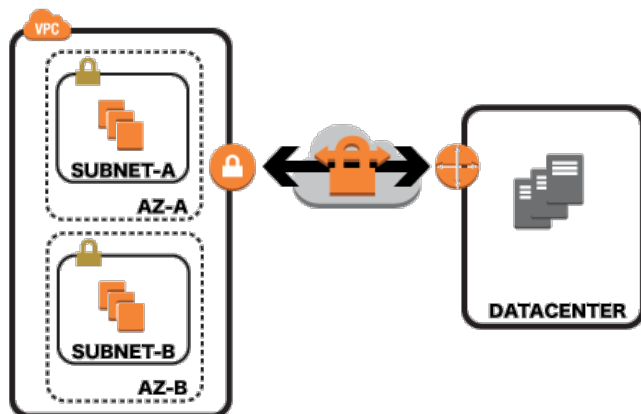 VPC
SUBNET-A
AZ-A
SUBNET-B
AZ-B
DATACENTER